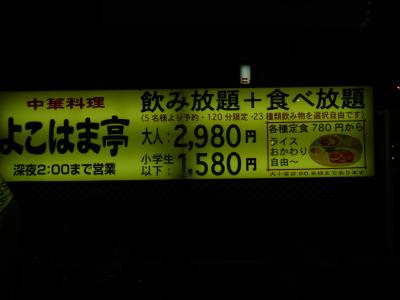 中華料理
よこはま亭
深夜2:00まで営業
飲み放題+食べ放題
(5名様より予約・120分限定・23種類飲み物を選択自由です)
大人:2,980円
小学生以下:1,580円
各種定食780円から
ライス
おかわり
自由〜